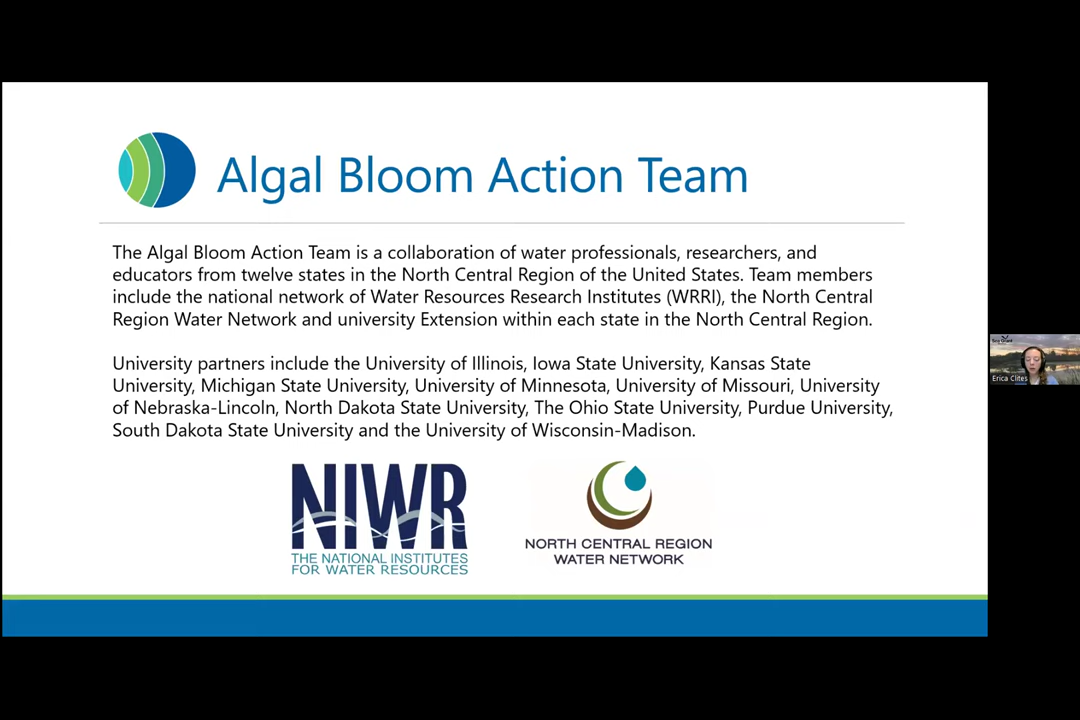 Algal Bloom Action Team
The Algal Bloom Action Team is a collaboration of water professionals, researchers, and
educators from twelve states in the North Central Region of the United States. Team members
include the national network of Water Resources Research Institutes (WRRI), the North Central
Region Water Network and university Extension within each state in the North Central Region.
University partners include the University of Illinois, Iowa State University, Kansas State
University, Michigan State University, University of Minnesota, University of Missouri, University
of Nebraska-Lincoln, North Dakota State University, The Ohio State University, Purdue University,
South Dakota State University and the University of Wisconsin-Madison.
NIWR
THE NATIONAL INSTITUTES
FOR WATER RESOURCES
NORTH CENTRAL REGION
WATER NETWORK
Sea Grant
Erica Clites